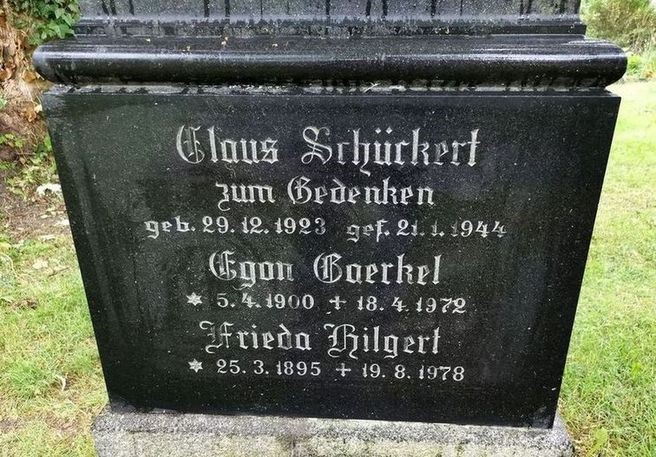 Claus Schückert
zum Gedenken
geb. 29. 12. 1923 gef. 21. 1. 1944
Egon Gaerkel
* 5. 4. 1900 + 18. 4. 1972
Frieda Hilgert
* 25. 3. 1895 + 19. 8. 1978